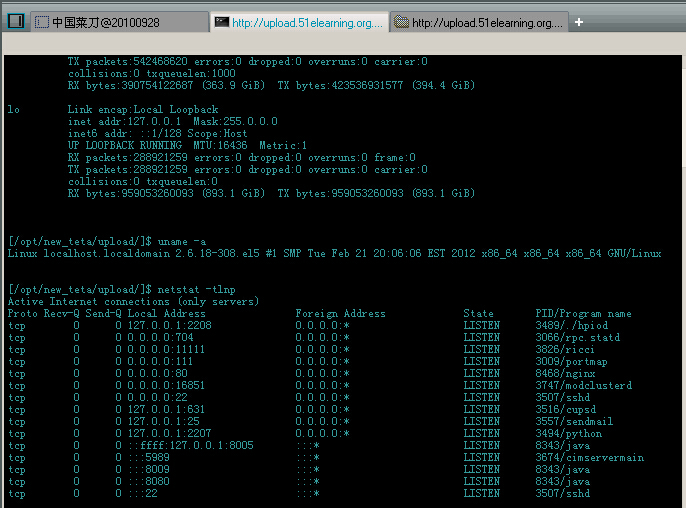 中国菜刀@20100928
http://upload.51elearning.org....
http://upload.51elearning.org....
TX packets:542468620 errors:0 dropped:0 overruns:0 carrier:0
collisions:0 txqueuelen:1000
RX bytes:390754122687 (363.9 GiB) TX bytes:423536931577 (394.4 GiB)
lo Link encap:Local Loopback
inet addr:127.0.0.1 Mask:255.0.0.0
inet6 addr: ::1/128 Scope:Host
UP LOOPBACK RUNNING MTU:16436 Metric:1
RX packets:288921259 errors:0 dropped:0 overruns:0 frame:0
TX packets:288921259 errors:0 dropped:0 overruns:0 carrier:0
collisions:0 txqueuelen:0
RX bytes:959053260093 (893.1 GiB) TX bytes:959053260093 (893.1 GiB)
[/opt/new_teta/upload/]$ uname -a
Linux localhost.localdomain 2.6.18-308.el5 #1 SMP Tue Feb 21 20:06:06 EST 2012 x86_64 x86_64 x86_64 GNU/Linux
[/opt/new_teta/upload/]$ netstat -tlnp
Active Internet connections (only servers)
Proto Recv-Q Send-Q Local Address Foreign Address State PID/Program name
tcp 0 0 127.0.0.1:2208 0.0.0.0:* LISTEN 3489/./hpiod
tcp 0 0 0.0.0.0:704 0.0.0.0:* LISTEN 3066/rpc.statd
tcp 0 0 0.0.0.0:11111 0.0.0.0:* LISTEN 3826/ricci
tcp 0 0 0.0.0.0:111 0.0.0.0:* LISTEN 3009/portmap
tcp 0 0 0.0.0.0:80 0.0.0.0:* LISTEN 8468/nginx
tcp 0 0 0.0.0.0:16851 0.0.0.0:* LISTEN 3747/modclusterd
tcp 0 0 0.0.0.0:22 0.0.0.0:* LISTEN 3507/sshd
tcp 0 0 127.0.0.1:631 0.0.0.0:* LISTEN 3516/cupsd
tcp 0 0 127.0.0.1:25 0.0.0.0:* LISTEN 3557/sendmail
tcp 0 0 127.0.0.1:2207 0.0.0.0:* LISTEN 3494/python
tcp 0 0 ::ffff:127.0.0.1:8005 :::* LISTEN 8343/java
tcp 0 0 :::5989 :::* LISTEN 3674/cimservermain
tcp 0 0 :::8009 :::* LISTEN 8343/java
tcp 0 0 :::8080 :::* LISTEN 8343/java
tcp 0 0 :::22 :::* LISTEN 3507/sshd